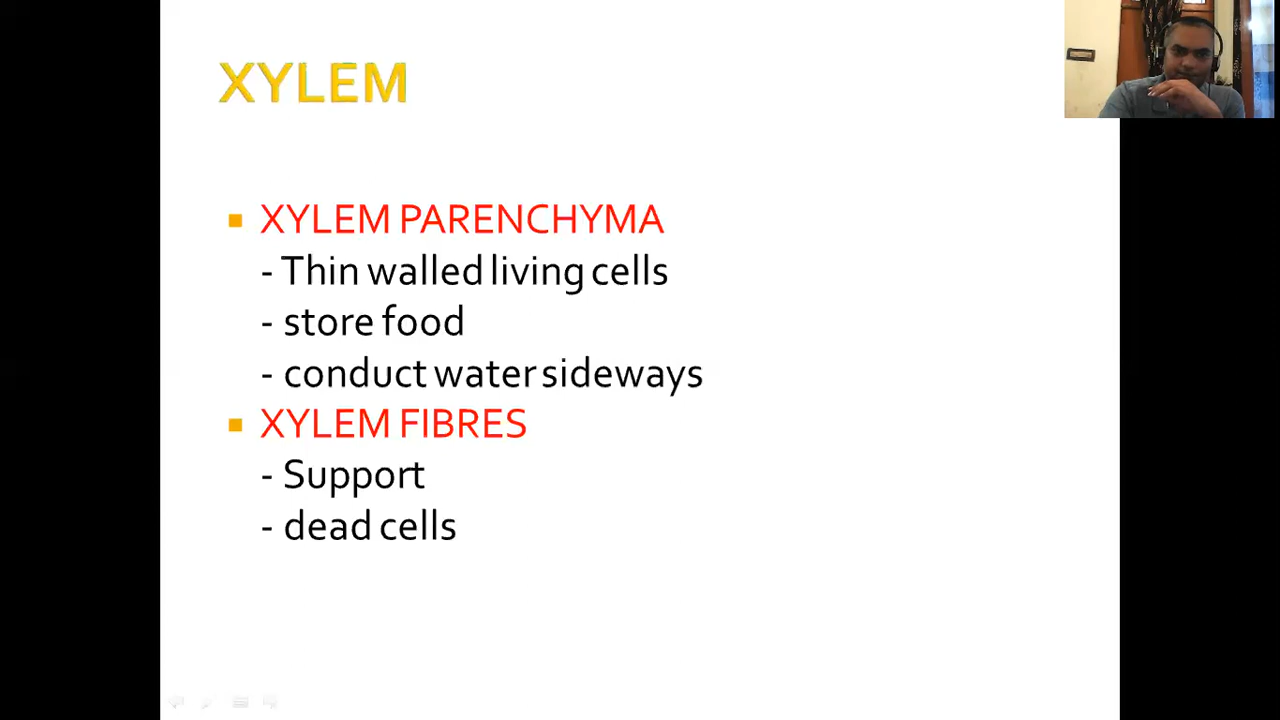 XYLEM
XYLEM PARENCHYMA
- Thin walled living cells
- store food
- conduct water sideways
XYLEM FIBRES
- Support
- dead cells